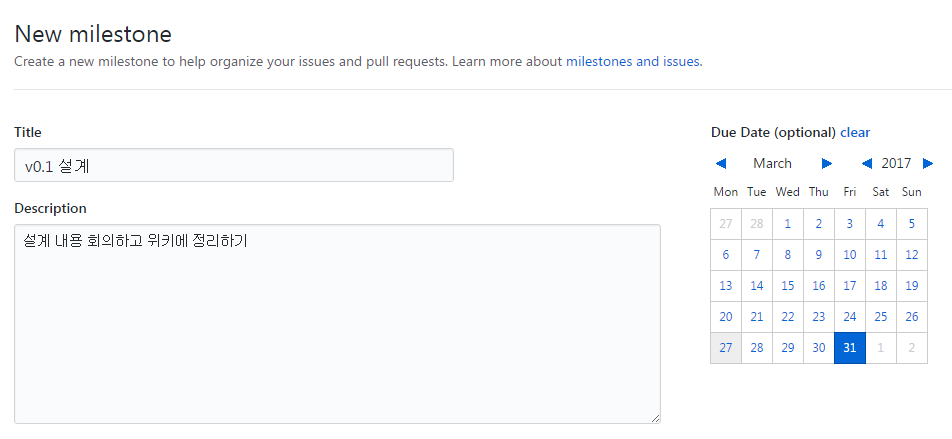 New milestone
Create a new milestone to help organize your issues and pull requests. Learn more about milestones and issues.
Title
v0.1 설계
Description
설계 내용 회의하고 위키에 정리하기
Due Date (optional) clear
◀ March ▶ ◀ 2017 ▶
Mon Tue Wed Thu Fri Sat Sun
27 28 1 2 3 4 5
6 7 8 9 10 11 12
13 14 15 16 17 18 19
20 21 22 23 24 25 26
27 28 29 30 31 1 2